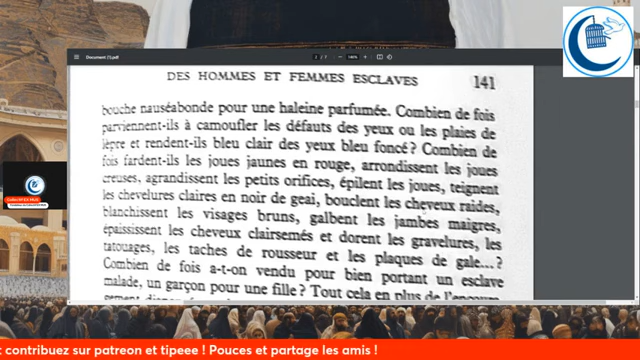 Document (1).pdf
1 / 7
DES HOMMES ET FEMMES ESCLAVES 141
bouche nauséabonde pour une haleine parfumée. Combien de fois
parviennent-ils à camoufler les défauts des yeux ou les plaies de
lèpre et rendent-ils bleu clair des yeux bleu foncé ? Combien de
fois fardent-ils les joues jaunes en rouge, arrondissent les joues
creuses, agrandissent les petits orifices, épilent les joues, teignent
les chevelures claires en noir de geai, bouclent les cheveux raides,
blanchissent les visages bruns, galbent les jambes maigres,
épaississent les cheveux clairsemés et dorent les gravelures, les
tatouages, les taches de rousseur et les plaques de gale...?
Combien de fois a-t-on vendu pour bien portant un esclave
malade, un garçon pour une fille ? Tout cela en plus de l'encoura-
t contribuez sur patreon et tipeee ! Pouces et partage les amis !